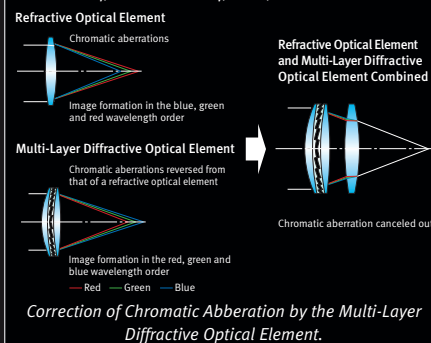 Refractive Optical Element
Chromatic aberrations
Image formation in the blue, green
and red wavelength order
Multi-Layer Diffractive Optical Element
Chromatic aberrations reversed from
that of a refractive optical element
Image formation in the red, green and
blue wavelength order
Red Green Blue
Refractive Optical Element
and Multi-Layer Diffractive
Optical Element Combined
Chromatic aberration canceled out
Correction of Chromatic Abberation by the Multi-Layer
Diffractive Optical Element.